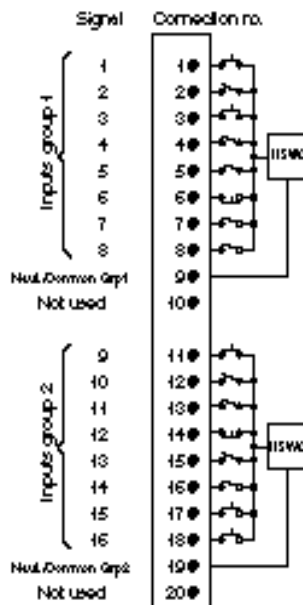 Signal Connection no.
Inputs group 1
1 1
2 2
3 3
4 4
5 5
6 6
7 7
8 8
Neut./Common Grp1 9
Not used 10
Inputs group 2
9 11
10 12
11 13
12 14
13 15
14 16
15 17
16 18
Neut./Common Grp2 19
Not used 20